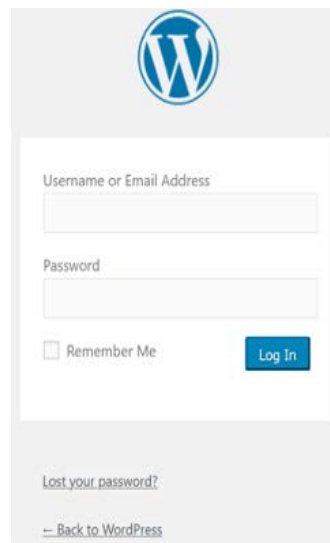 Username or Email Address
Password
Remember Me
Log In
Lost your password?
← Back to WordPress